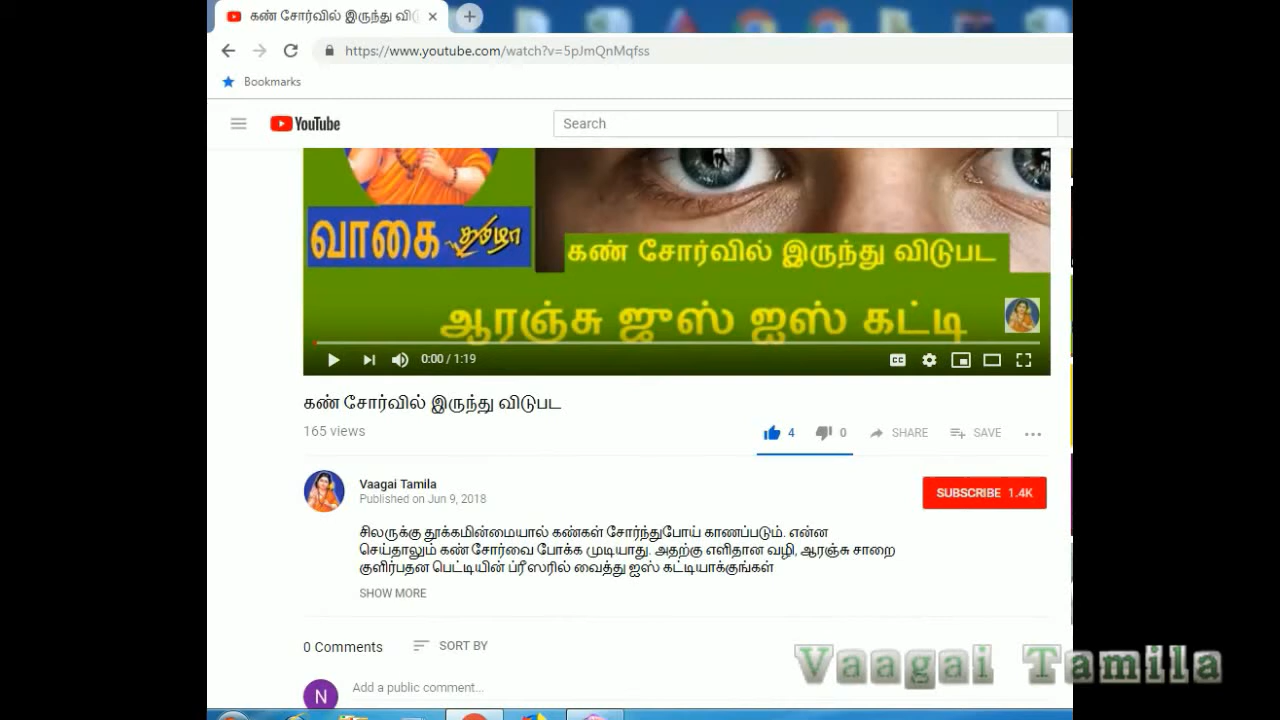 கண் சோர்வில் இருந்து விடு
https://www.youtube.com/watch?v=5pJmQnMqfss
Bookmarks
YouTube
Search
வாகை தமிழா
கண் சோர்வில் இருந்து விடுபட
ஆரஞ்சு ஜுஸ் ஐஸ் கட்டி
0:00 / 1:19
CC
கண் சோர்வில் இருந்து விடுபட
165 views
4 0 SHARE SAVE
Vaagai Tamila
Published on Jun 9, 2018
SUBSCRIBE 1.4K
சிலருக்கு தூக்கமின்மையால் கண்கள் சோர்ந்துபோய் காணப்படும். என்ன
செய்தாலும் கண் சோர்வை போக்க முடியாது. அதற்கு எளிதான வழி, ஆரஞ்சு சாறை
குளிர்பதன பெட்டியின் ப்ரீஸரில் வைத்து ஐஸ் கட்டியாக்குங்கள்
SHOW MORE
0 Comments SORT BY
Vaagai Tamila
N Add a public comment...